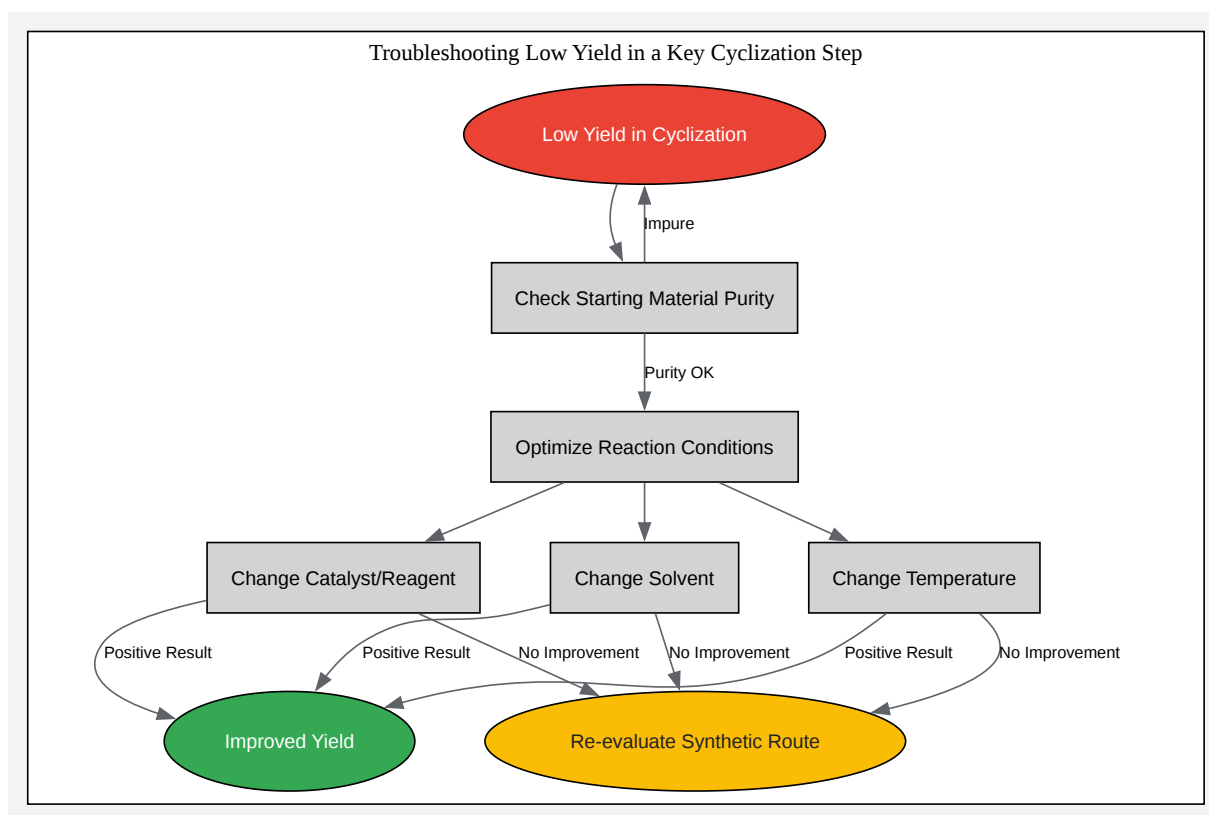 Troubleshooting Low Yield in a Key Cyclization Step
Low Yield in Cyclization
Impure
Check Starting Material Purity
Purity OK
Optimize Reaction Conditions
Change Catalyst/Reagent
Change Solvent
Change Temperature
Positive Result
Positive Result
No Improvement
No Improvement
Positive Result
No Improvement
Improved Yield
Re-evaluate Synthetic Route